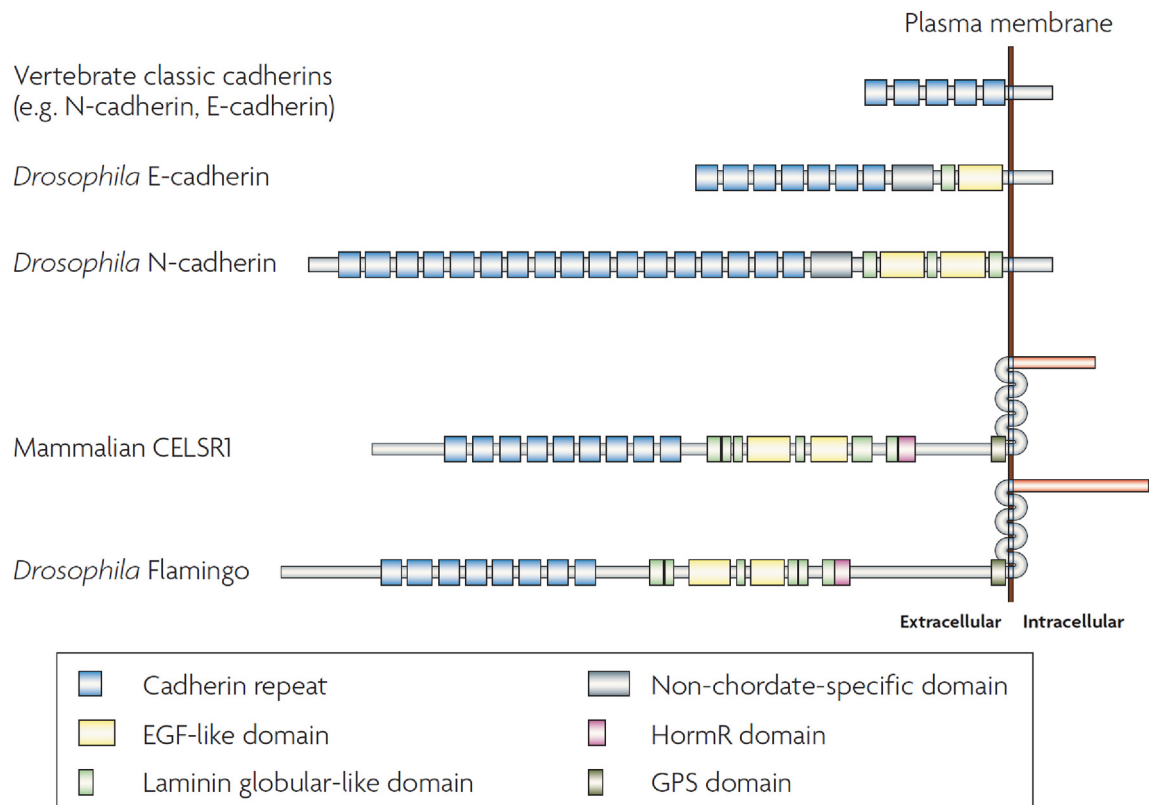 Plasma membrane
Vertebrate classic cadherins
(e.g. N-cadherin, E-cadherin)
Drosophila E-cadherin
Drosophila N-cadherin
Mammalian CELSR1
Drosophila Flamingo
Extracellular Intracellular
Cadherin repeat
EGF-like domain
Laminin globular-like domain
Non-chordate-specific domain
HormR domain
GPS domain